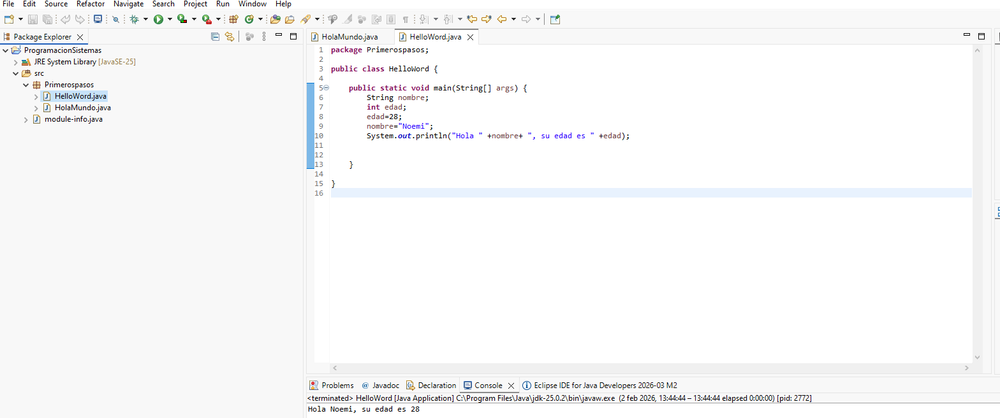 File Edit Source Refactor Navigate Search Project Run Window Help
Package Explorer
ProgramacionSistemas
JRE System Library [JavaSE-25]
src
Primerospasos
HelloWord.java
HolaMundo.java
module-info.java
HolaMundo.java HelloWord.java
1 package Primerospasos;
2
3 public class HelloWord {
4
5 public static void main(String[] args) {
6 String nombre;
7 int edad;
8 edad=28;
9 nombre="Noemi";
10 System.out.println("Hola " +nombre+ ", su edad es " +edad);
11
12
13 }
14
15 }
16
Problems @ Javadoc Declaration Console Eclipse IDE for Java Developers 2026-03 M2
<terminated> HelloWord [Java Application] C:\Program Files\Java\jdk-25.0.2\bin\javaw.exe (2 feb 2026, 13:44:44 – 13:44:44 elapsed 0:00:00) [pid: 2772]
Hola Noemi, su edad es 28